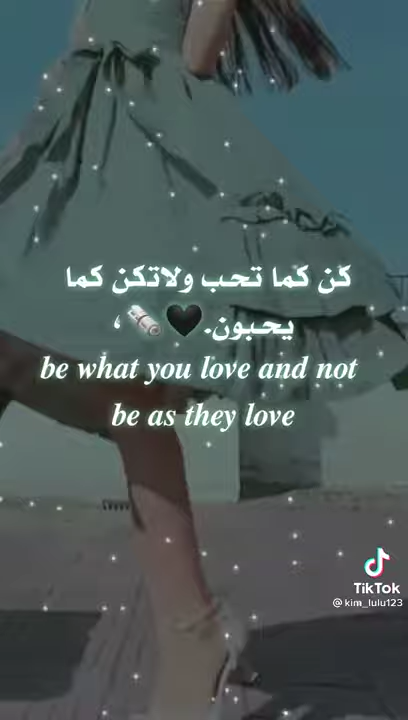 كن كما تحب ولاتكن كما
يحبون.🖤🗞️ ،
be what you love and not
be as they love
TikTok
@kim_lulu123